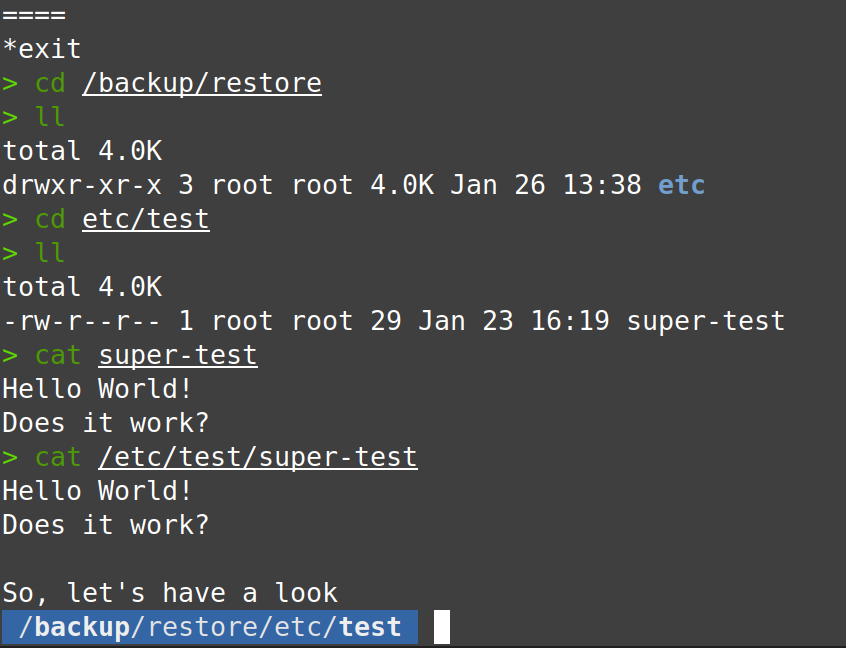 ====
*exit
> cd /backup/restore
> ll
total 4.0K
drwxr-xr-x 3 root root 4.0K Jan 26 13:38 etc
> cd etc/test
> ll
total 4.0K
-rw-r--r-- 1 root root 29 Jan 23 16:19 super-test
> cat super-test
Hello World!
Does it work?
> cat /etc/test/super-test
Hello World!
Does it work?

So, let's have a look
/backup/restore/etc/test